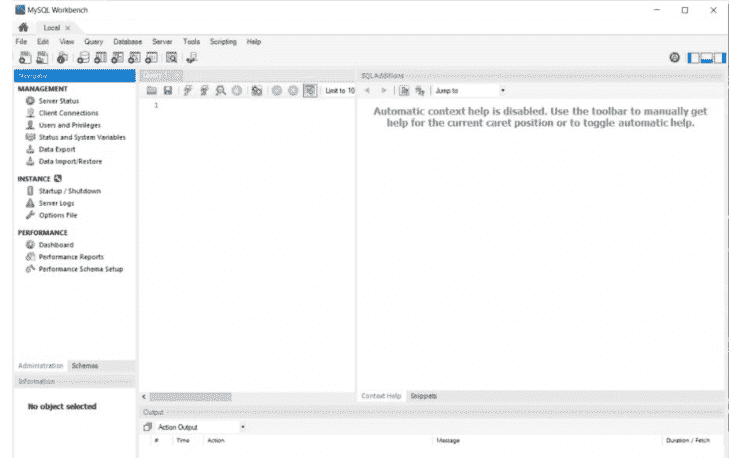 MySQL Workbench
Local
File Edit View Query Database Server Tools Scripting Help
Navigator
MANAGEMENT
Server Status
Client Connections
Users and Privileges
Status and System Variables
Data Export
Data Import/Restore
INSTANCE
Startup / Shutdown
Server Logs
Options File
PERFORMANCE
Dashboard
Performance Reports
Performance Schema Setup
Administration Schemas
Information
No object selected
Query 1
Limit to 10
1
SQLAdditions
Jump to
Automatic context help is disabled. Use the toolbar to manually get
help for the current caret position or to toggle automatic help.
Context Help Snippets
Output
Action Output
# Time Action Message Duration / Fetch